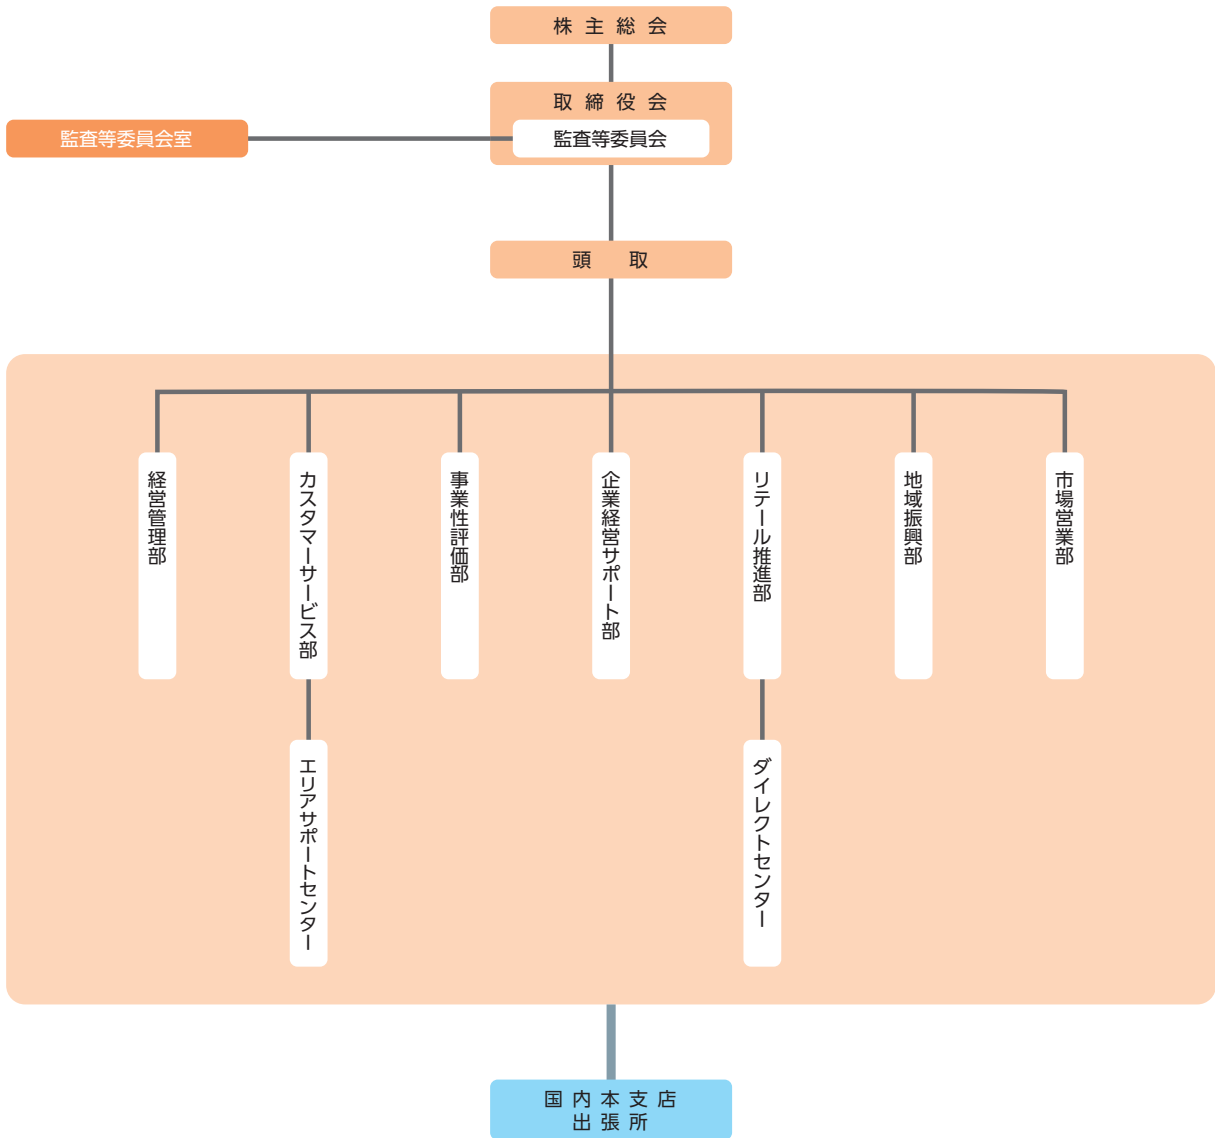 株主総会
取締役会
監査等委員会室
監査等委員会
頭取
経営管理部
カスタマーサービス部
事業性評価部
企業経営サポート部
リテール推進部
地域振興部
市場営業部
エリアサポートセンター
ダイレクトセンター
国内本支店
出張所